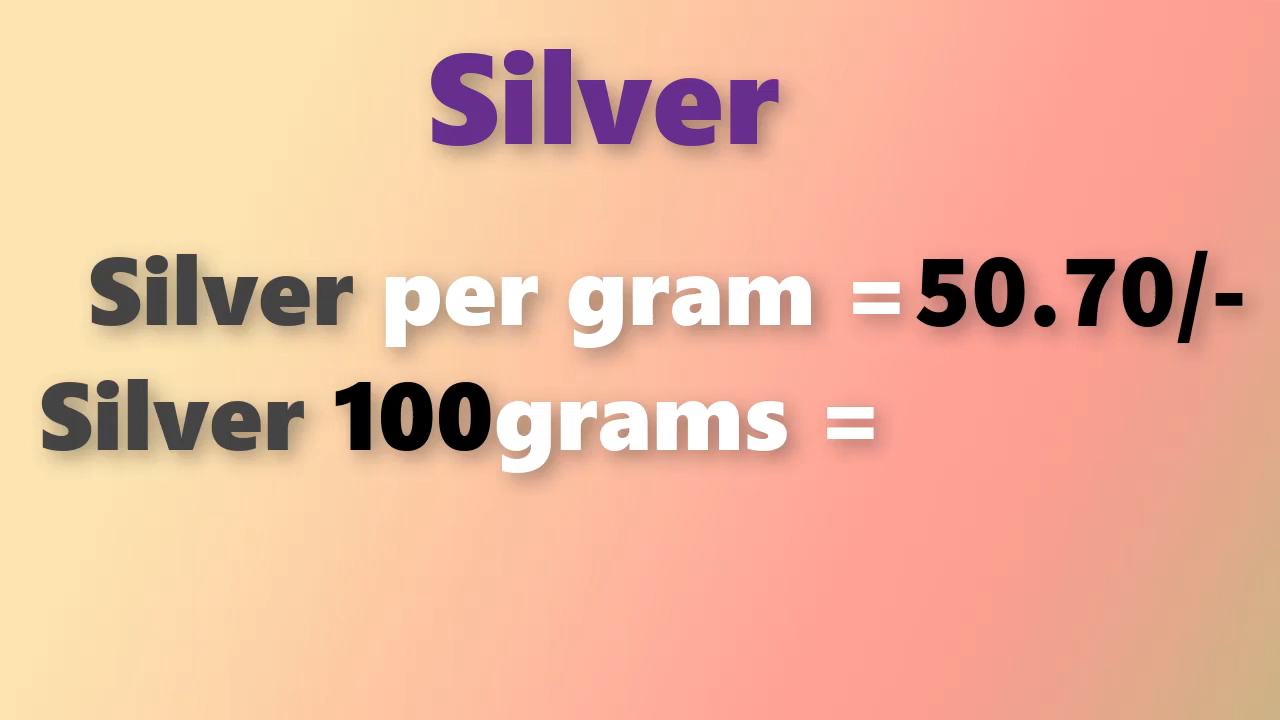 Silver
Silver per gram = 50.70/-
Silver 100grams =